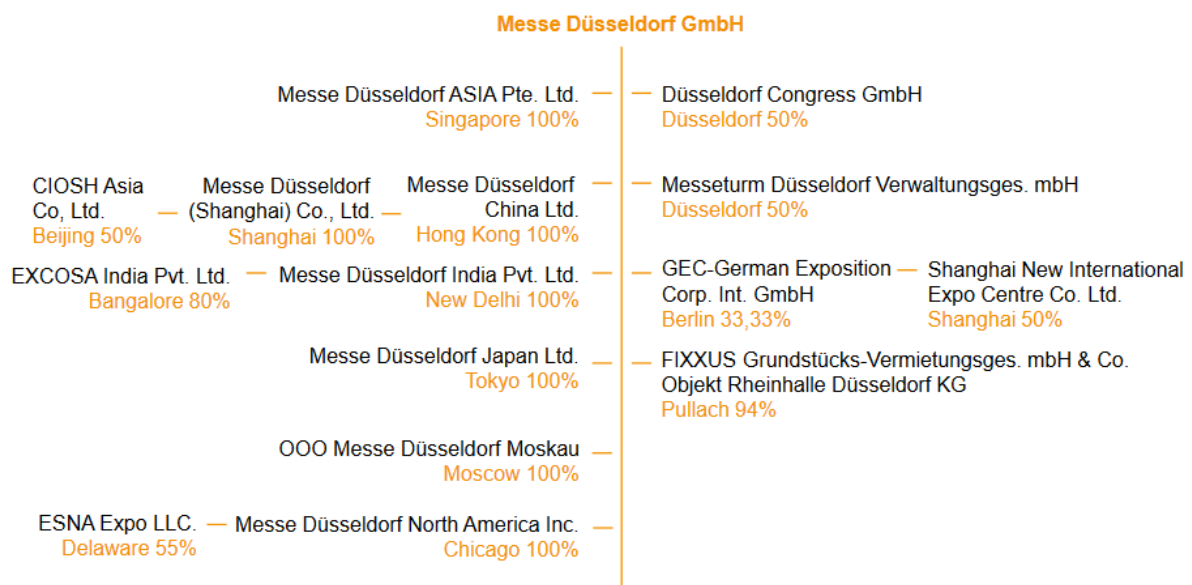 Messe Düsseldorf GmbH
Messe Düsseldorf ASIA Pte. Ltd.
Singapore 100%
Düsseldorf Congress GmbH
Düsseldorf 50%
CIOSH Asia
Co, Ltd.
Beijing 50%
Messe Düsseldorf
(Shanghai) Co., Ltd.
Shanghai 100%
Messe Düsseldorf
China Ltd.
Hong Kong 100%
Messeturm Düsseldorf Verwaltungsges. mbH
Düsseldorf 50%
EXCOSA India Pvt. Ltd.
Bangalore 80%
Messe Düsseldorf India Pvt. Ltd.
New Delhi 100%
GEC-German Exposition
Corp. Int. GmbH
Berlin 33,33%
Shanghai New International
Expo Centre Co. Ltd.
Shanghai 50%
Messe Düsseldorf Japan Ltd.
Tokyo 100%
FIXXUS Grundstücks-Vermietungsges. mbH & Co.
Objekt Rheinhalle Düsseldorf KG
Pullach 94%
OOO Messe Düsseldorf Moskau
Moscow 100%
ESNA Expo LLC.
Delaware 55%
Messe Düsseldorf North America Inc.
Chicago 100%